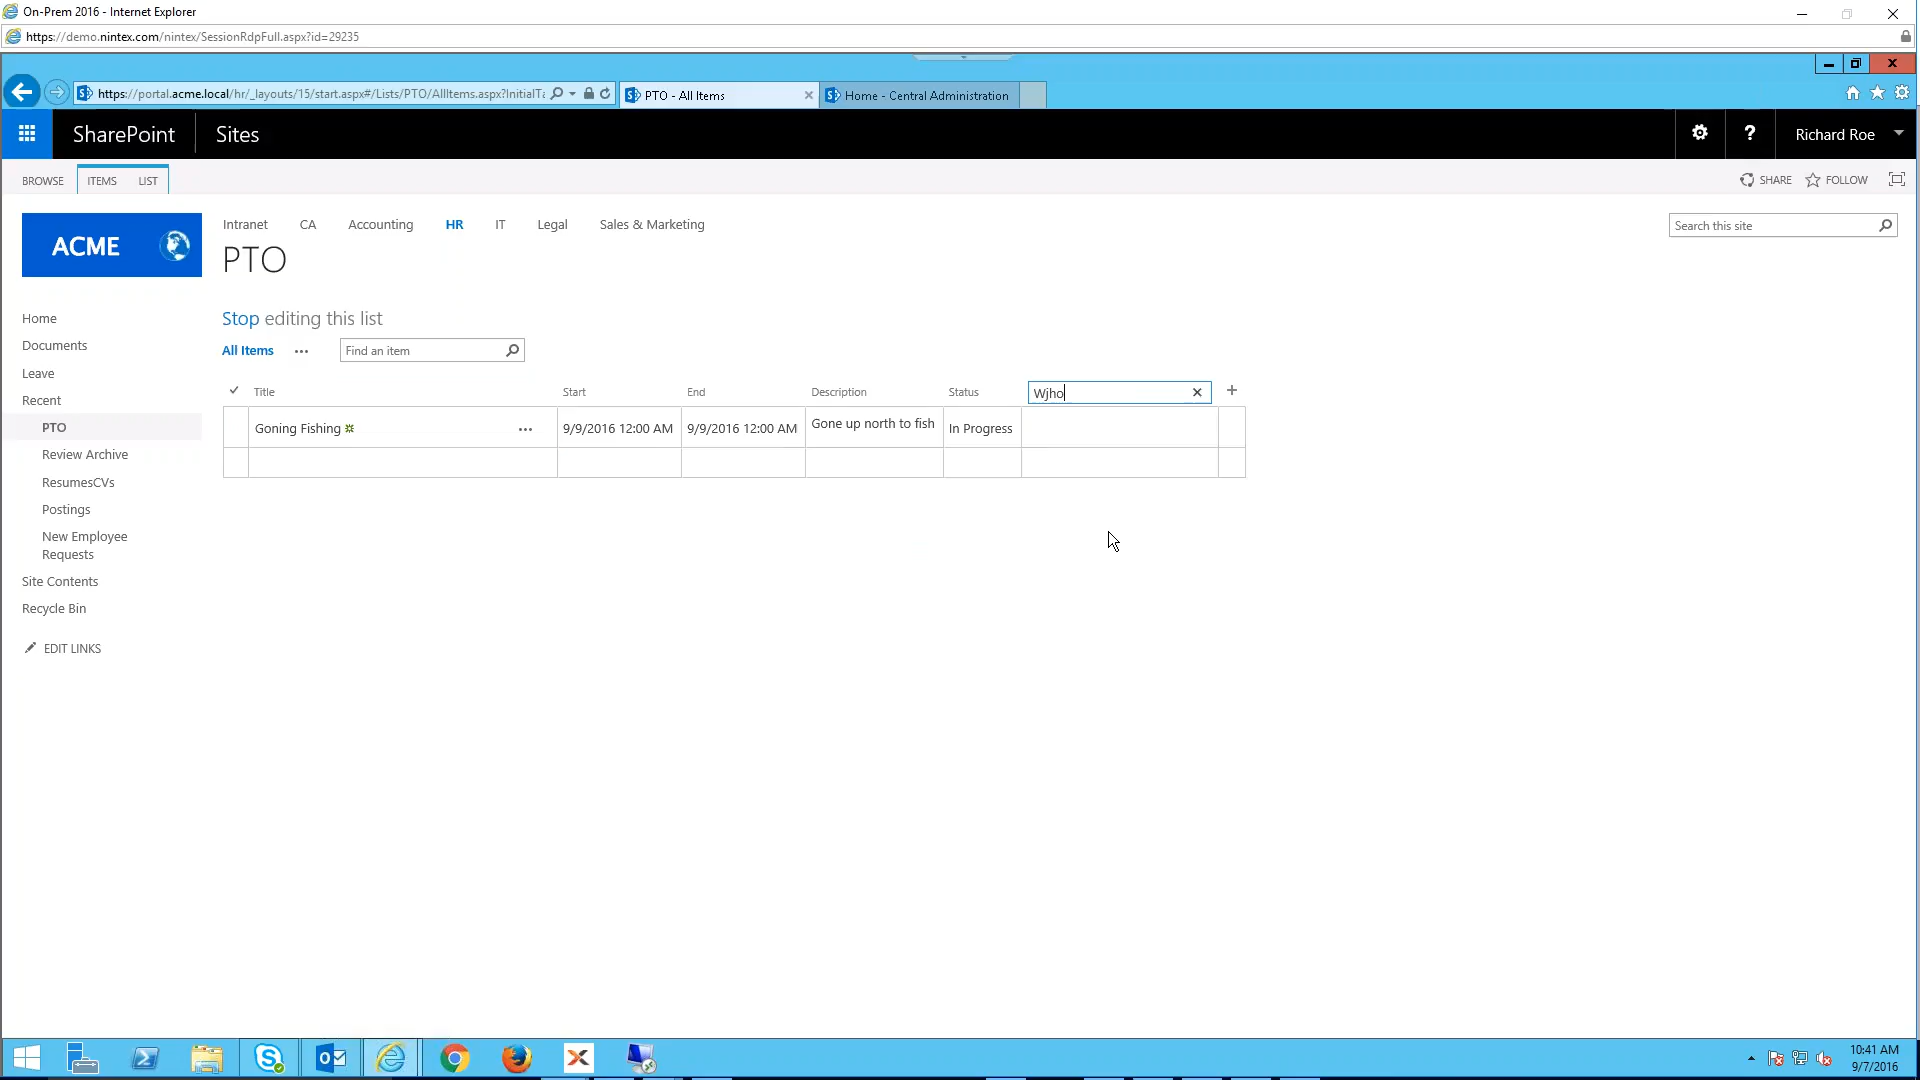 On-Prem 2016 - Internet Explorer
https://demo.nintex.com/nintex/SessionRdpFull.aspx?id=29235
https://portal.acme.local/hr/_layouts/15/start.aspx#/Lists/PTO/AllItems.aspx?InitialTa
PTO - All Items
Home - Central Administration
SharePoint
Sites
?
Richard Roe
BROWSE
ITEMS
LIST
SHARE
FOLLOW
ACME
Intranet
CA
Accounting
HR
IT
Legal
Sales & Marketing
Search this site
PTO
Stop editing this list
All Items
...
Find an item
Title
Start
End
Description
Status
Wjho
Goning Fishing
...
9/9/2016 12:00 AM
9/9/2016 12:00 AM
Gone up north to fish
In Progress
Home
Documents
Leave
Recent
PTO
Review Archive
ResumesCVs
Postings
New Employee
Requests
Site Contents
Recycle Bin
EDIT LINKS
10:41 AM
9/7/2016